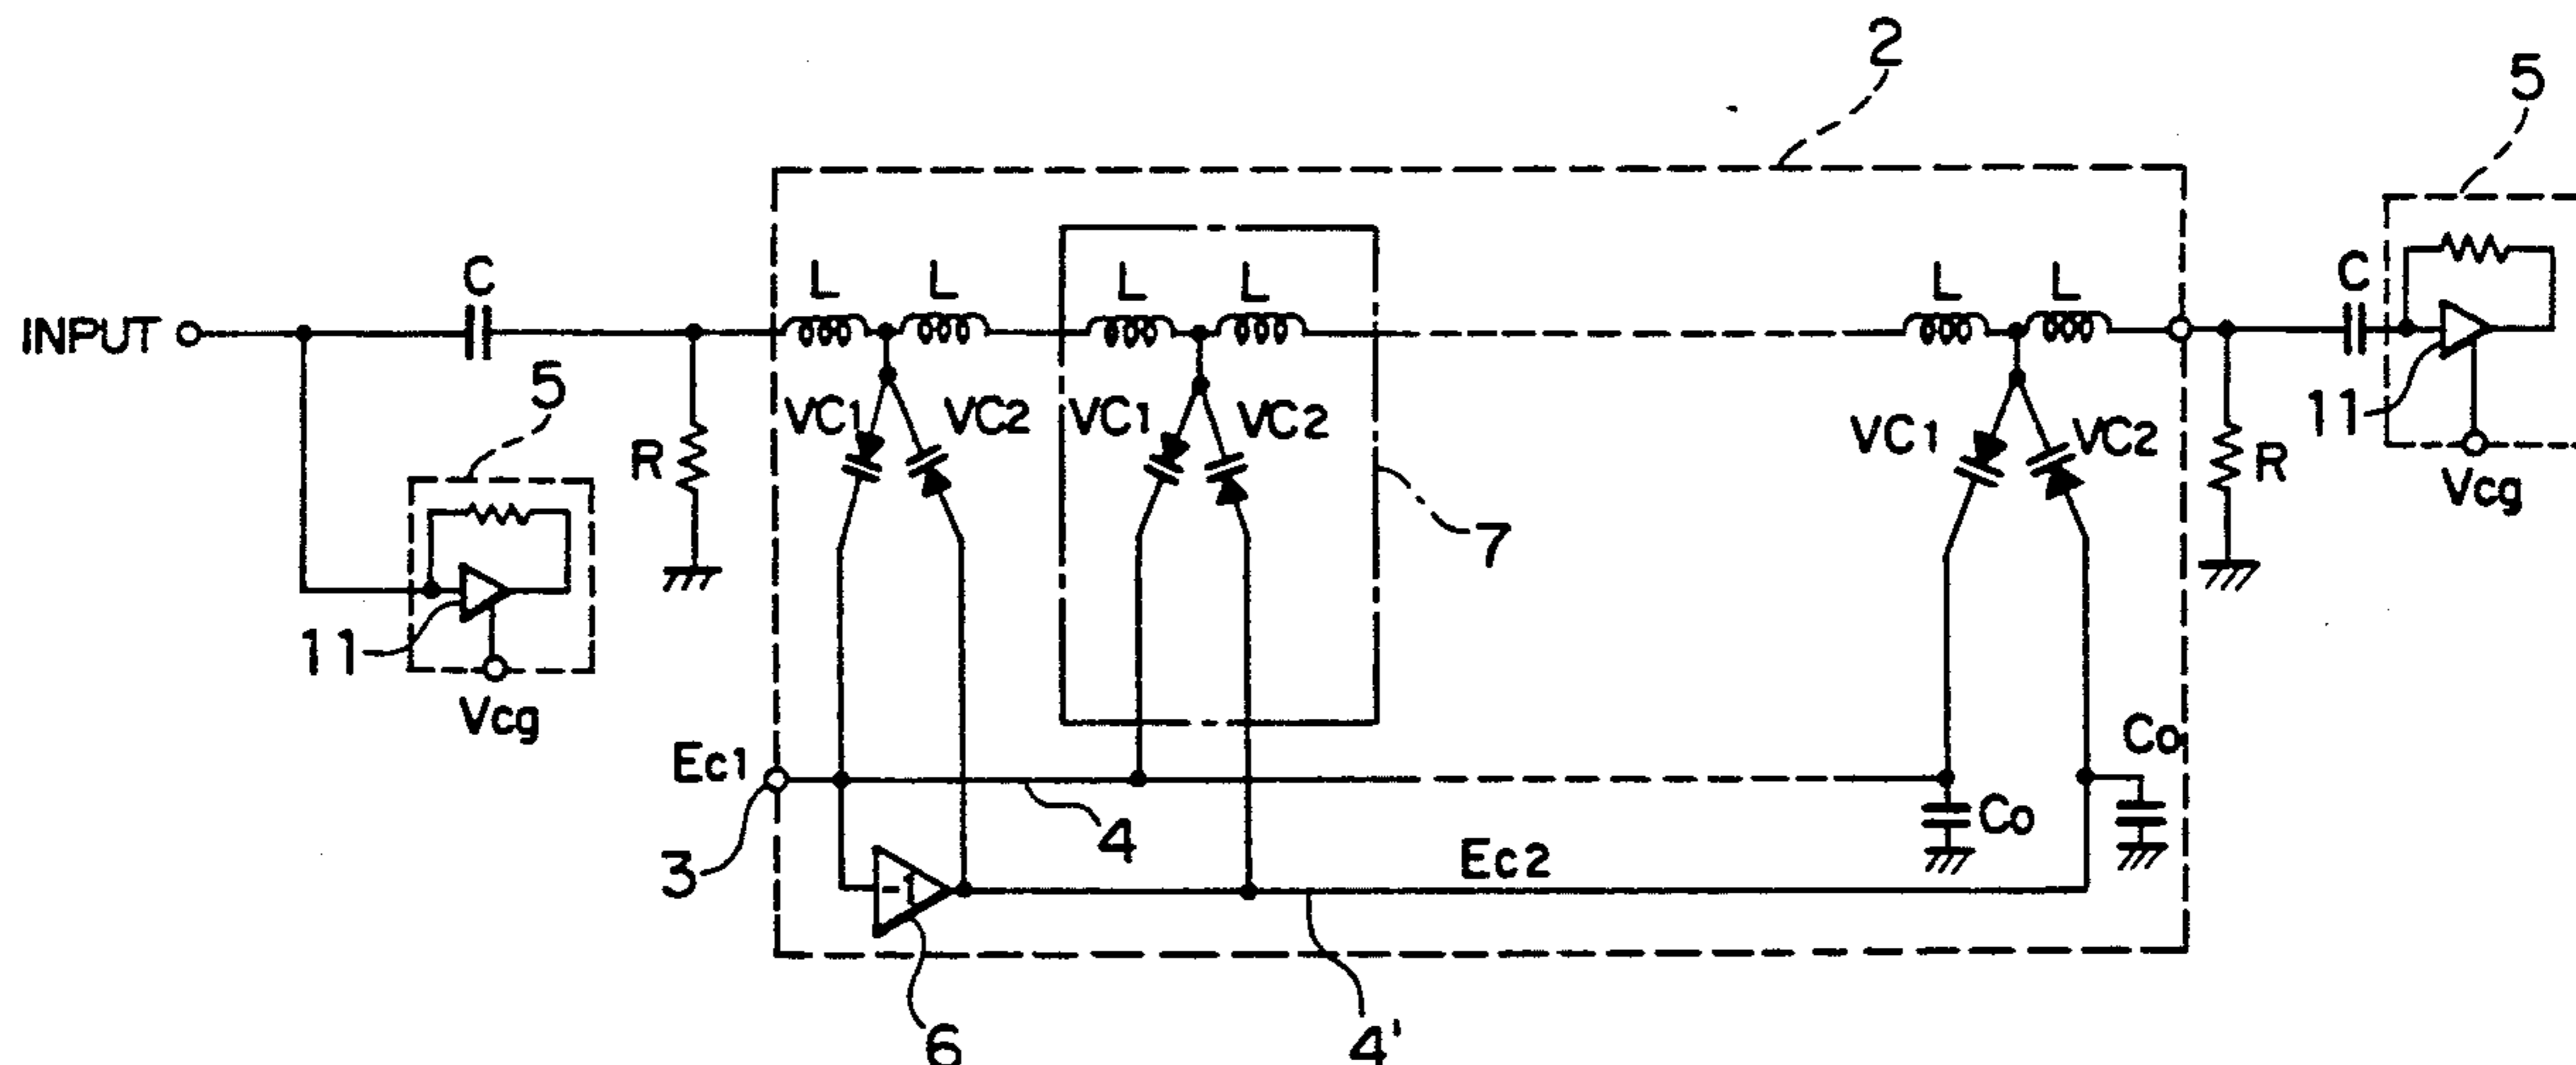 2
5
C
L L L L L L
C
INPUT
5
VC1 VC2 VC1 VC2 VC1 VC2
11
R
R
Vcg
7
11
Vcg
Ec1
Co
Co
3
4
Ec2
-1
6
4'